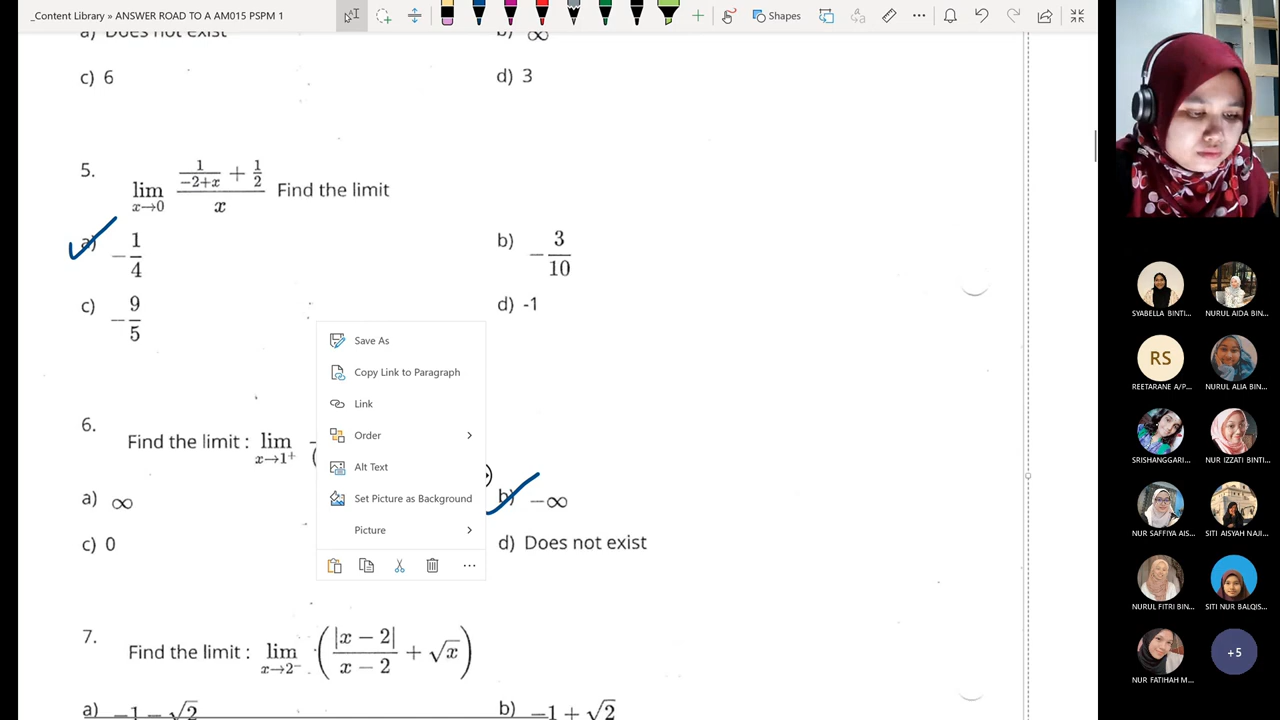 _Content Library » ANSWER ROAD TO A AM015 PSPM 1
Shapes
a) Does not exist
b) ∞
c) 6
d) 3
5.
lim x→0 (1/(-2+x) + 1/2)/x Find the limit
a) -1/4
b) -3/10
c) -9/5
d) -1
Save As
Copy Link to Paragraph
Link
Order
Alt Text
Set Picture as Background
Picture
6.
Find the limit : lim x→1⁺
a) ∞
b) -∞
c) 0
d) Does not exist
7.
Find the limit : lim x→2⁻ (|x − 2|/(x − 2) + √x)
a) −1 − √2
b) −1 + √2
SYABELLA BINTI...
NURUL AIDA BIN...
RS
REETARANE A/P...
NURUL ALIA BIN...
SRISHANGGARI...
NUR IZZATI BINTI...
NUR SAFFIYA AIS...
SITI AISYAH NAJI...
NURUL FITRI BIN...
SITI NUR BALQIS...
+5
NUR FATIHAH M...